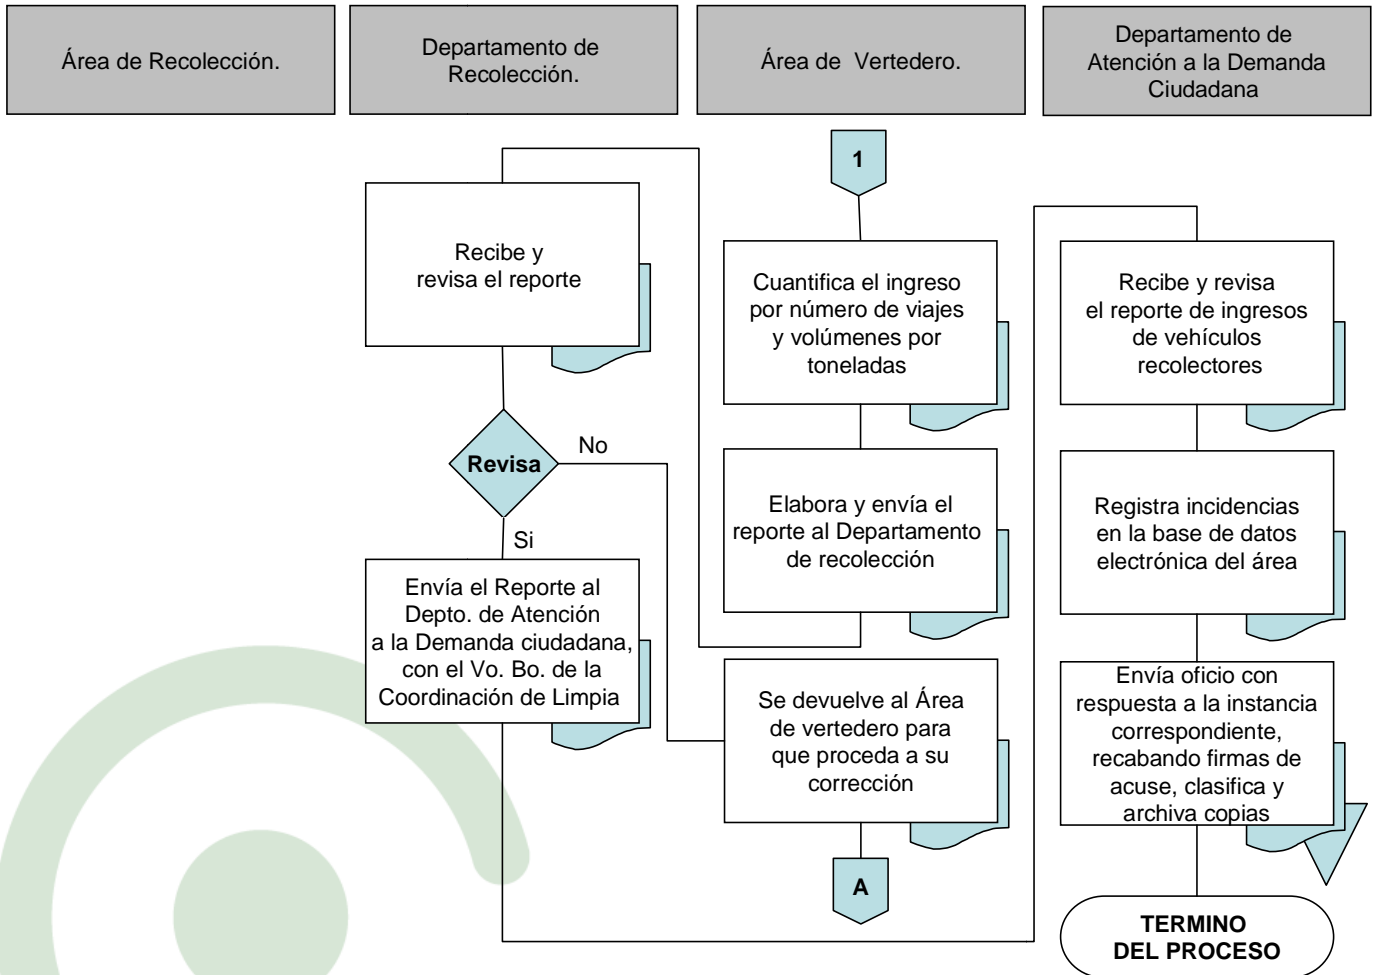 Área de Recolección.
Departamento de
Recolección.
Área de  Vertedero.
Departamento de
Atención a la Demanda
Ciudadana
1
Recibe y
revisa el reporte
Revisa
No
Si
Envía el Reporte al
Depto. de Atención
a la Demanda ciudadana,
con el Vo. Bo. de la
Coordinación de Limpia
Cuantifica el ingreso
por número de viajes
y volúmenes por
toneladas
Elabora y envía el
reporte al Departamento
de recolección
Se devuelve al Área
de vertedero para
que proceda a su
corrección
A
Recibe y revisa
el reporte de ingresos
de vehículos
recolectores
Registra incidencias
en la base de datos
electrónica del área
Envía oficio con
respuesta a la instancia
correspondiente,
recabando firmas de
acuse, clasifica y
archiva copias
TERMINO
DEL PROCESO